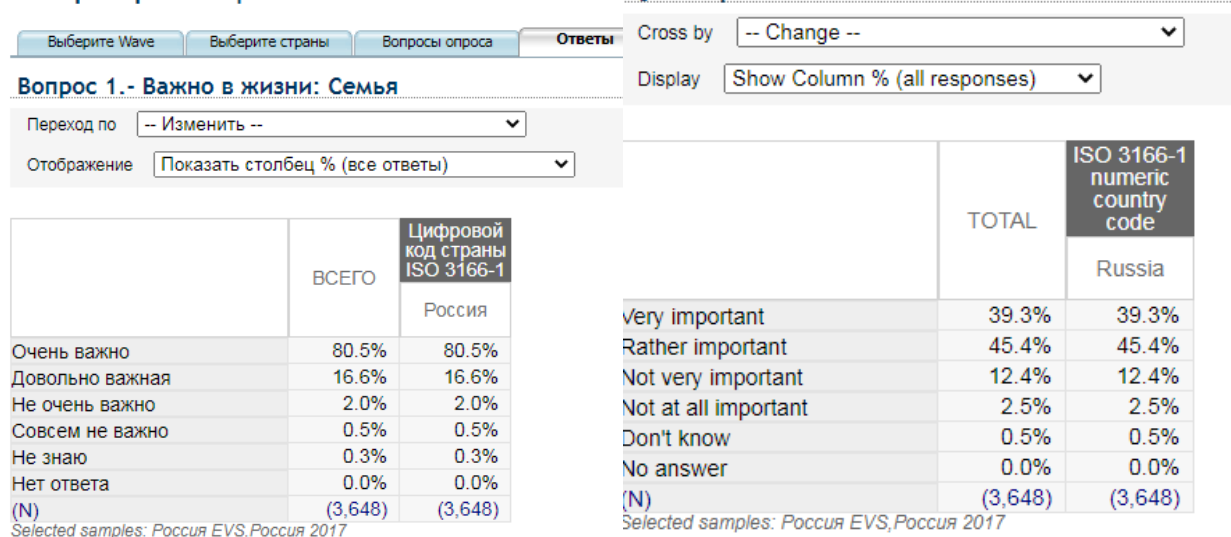 Выберите Wave Выберите страны Вопросы опроса Ответы
Вопрос 1.- Важно в жизни: Семья
Переход по -- Изменить --
Отображение Показать столбец % (все ответы)
ВСЕГО Цифровой код страны ISO 3166-1
Россия
Очень важно 80.5% 80.5%
Довольно важная 16.6% 16.6%
Не очень важно 2.0% 2.0%
Совсем не важно 0.5% 0.5%
Не знаю 0.3% 0.3%
Нет ответа 0.0% 0.0%
(N) (3,648) (3,648)
Selected samples: Россия EVS,Россия 2017
Cross by -- Change --
Display Show Column % (all responses)
TOTAL ISO 3166-1 numeric country code
Russia
Very important 39.3% 39.3%
Rather important 45.4% 45.4%
Not very important 12.4% 12.4%
Not at all important 2.5% 2.5%
Don't know 0.5% 0.5%
No answer 0.0% 0.0%
(N) (3,648) (3,648)
Selected samples: Россия EVS,Россия 2017